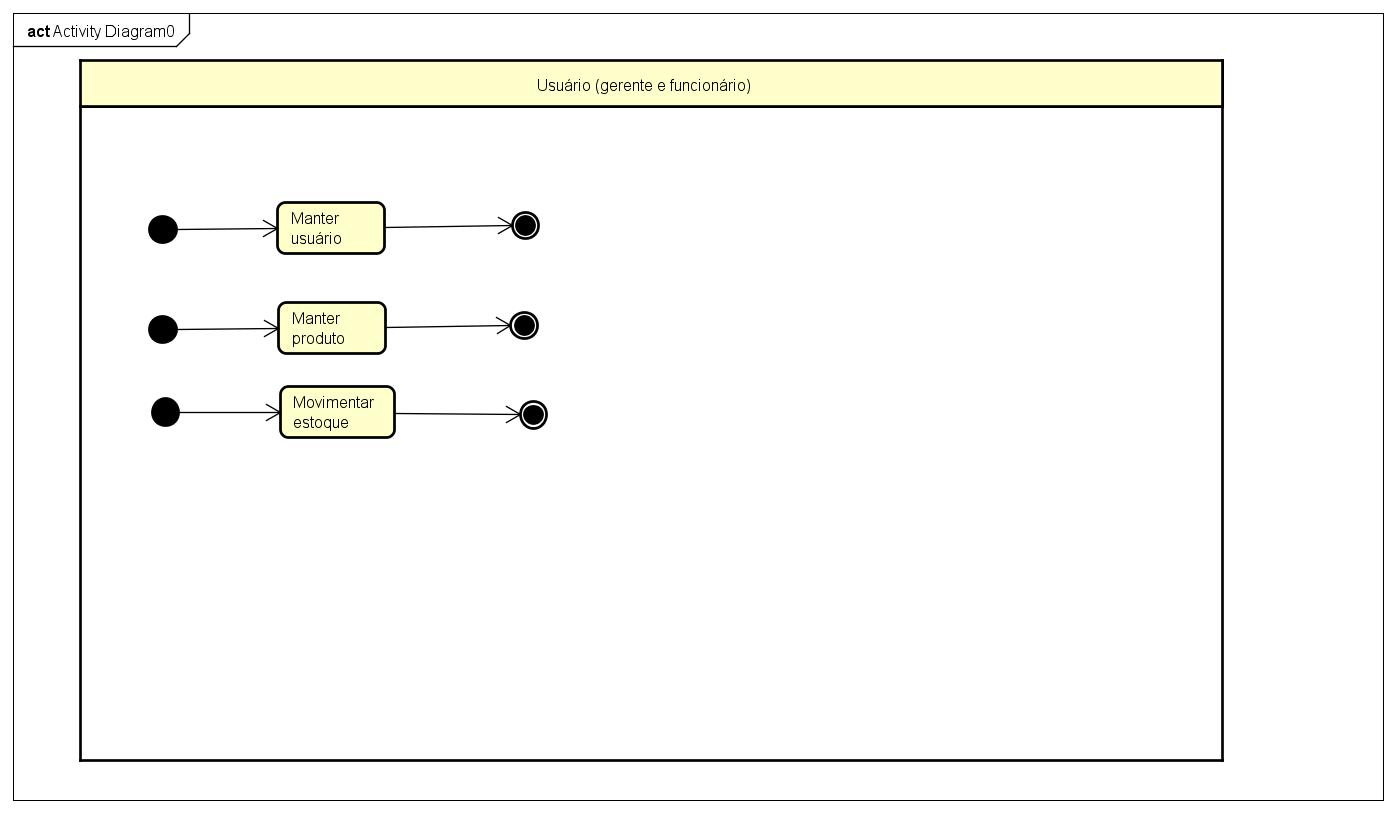 act Activity Diagram0
Usuário (gerente e funcionário)
Manter
usuário
Manter
produto
Movimentar
estoque